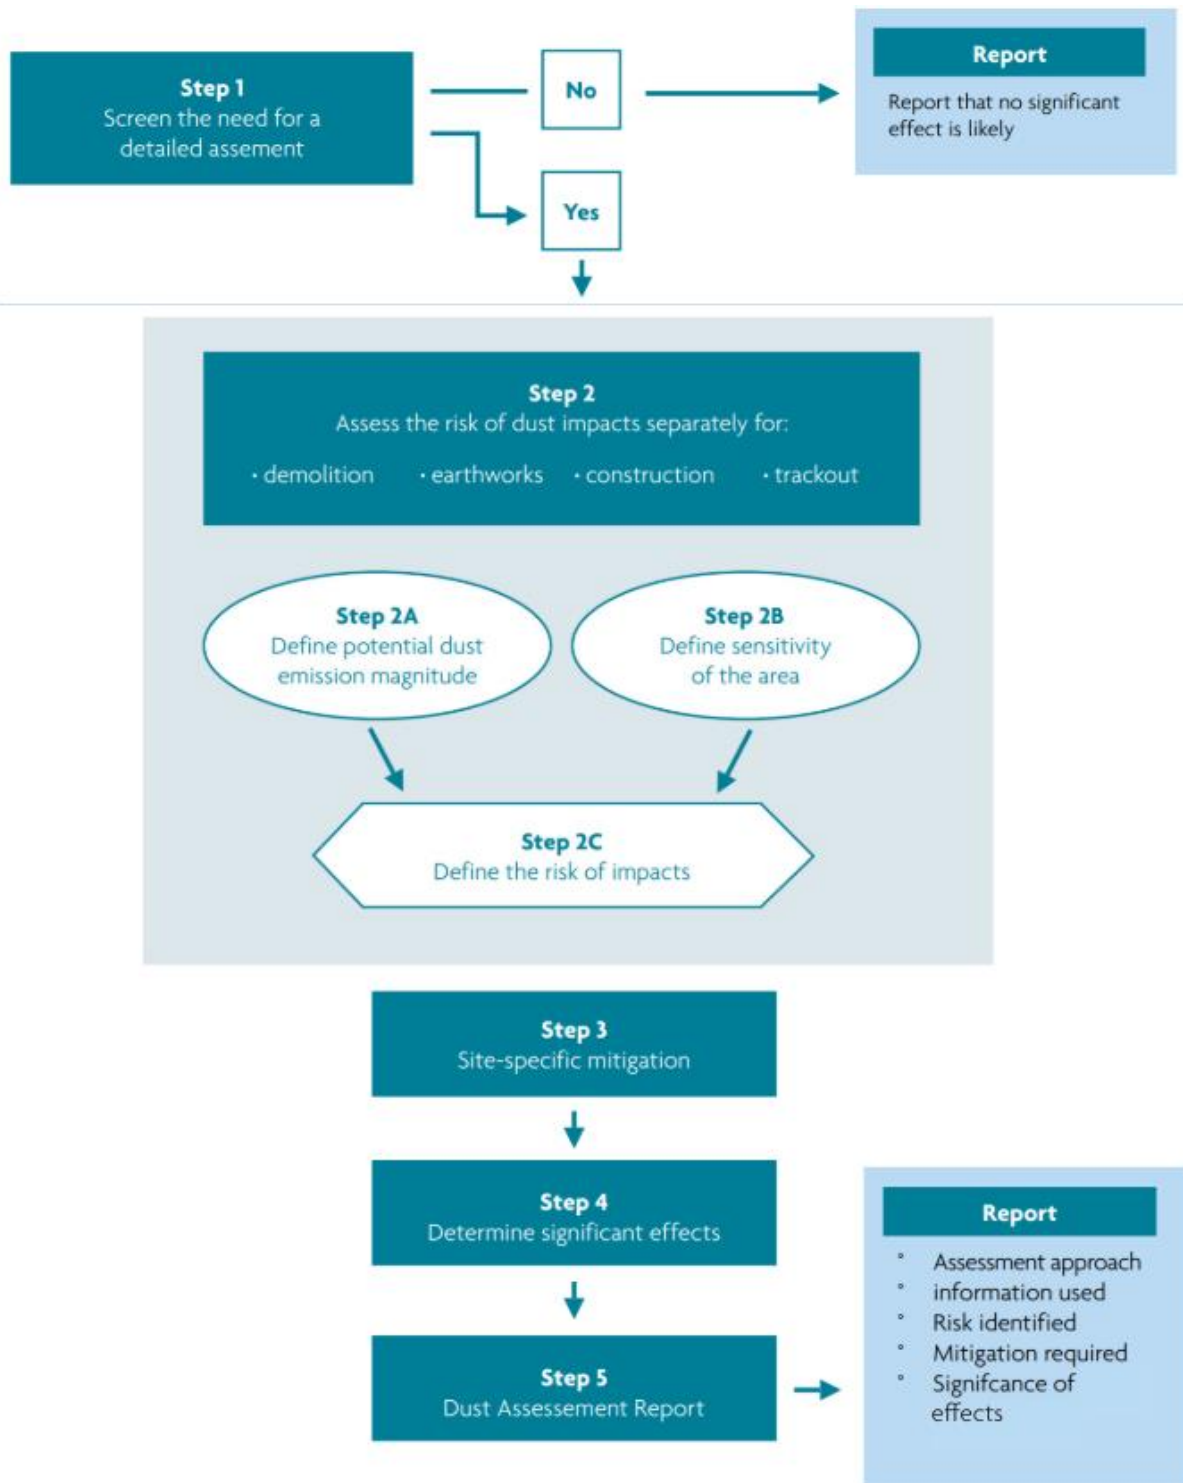 Step 1
Screen the need for a
detailed assement
No
Report
Report that no significant
effect is likely
Yes
Step 2
Assess the risk of dust impacts separately for:
· demolition · earthworks · construction · trackout
Step 2A
Define potential dust
emission magnitude
Step 2B
Define sensitivity
of the area
Step 2C
Define the risk of impacts
Step 3
Site-specific mitigation
Step 4
Determine significant effects
Step 5
Dust Assessement Report
Report
° Assessment approach
° information used
° Risk identified
° Mitigation required
° Signifcance of
effects